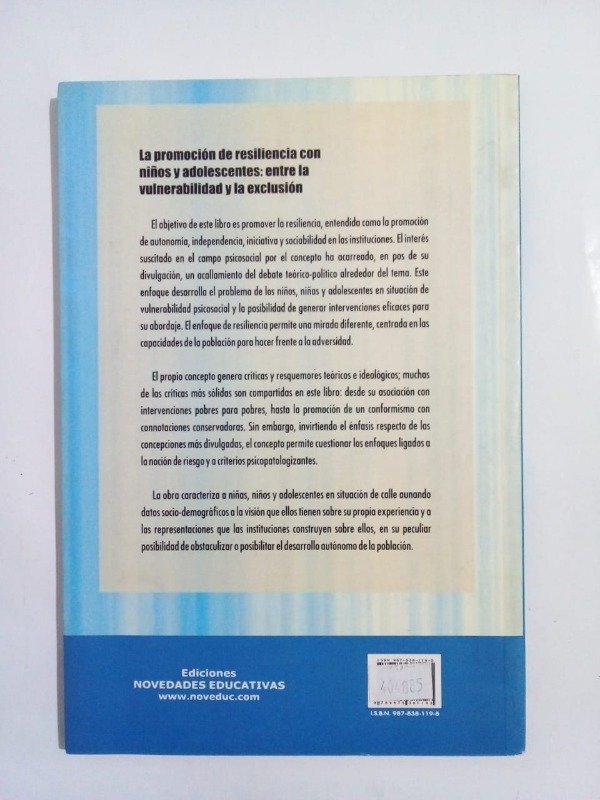 La promoción de resiliencia con
niños y adolescentes: entre la
vulnerabilidad y la exclusión
El objetivo de este libro es promover la resiliencia, entendida como la promoción
de autonomía, independencia, iniciativa y sociabilidad en las instituciones. El interés
suscitado en el campo psicosocial por el concepto ha acarreado, en pos de su
divulgación, un acallamiento del debate teórico-político alrededor del tema. Este
enfoque desarrolla el problema de los niños, niñas y adolescentes en situación de
vulnerabilidad psicosocial y la posibilidad de generar intervenciones eficaces para
su abordaje. El enfoque de resiliencia permite una mirada diferente, centrada en las
capacidades de la población para hacer frente a la adversidad.
El propio concepto genera críticas y resquemores teóricos e ideológicos; muchas
de las críticas más sólidas son compartidas en este libro: desde su asociación con
intervenciones pobres para pobres, hasta la promoción de un conformismo con
connotaciones conservadoras. Sin embargo, invirtiendo el énfasis respecto de las
concepciones más divulgadas, el concepto permite cuestionar los enfoques ligados a
la noción de riesgo y a criterios psicopatologizantes.
La obra caracteriza a niñas, niños y adolescentes en situación de calle aunando
datos socio-demográficos a la visión que ellos tienen sobre su propia experiencia y a
las representaciones que las instituciones construyen sobre ellos, en su peculiar
posibilidad de obstaculizar o posibilitar el desarrollo autónomo de la población.
Ediciones
NOVEDADES EDUCATIVAS
www.noveduc.com
ISBN 987-538-119-5
404865
I.S.B.N. 987-538-119-5